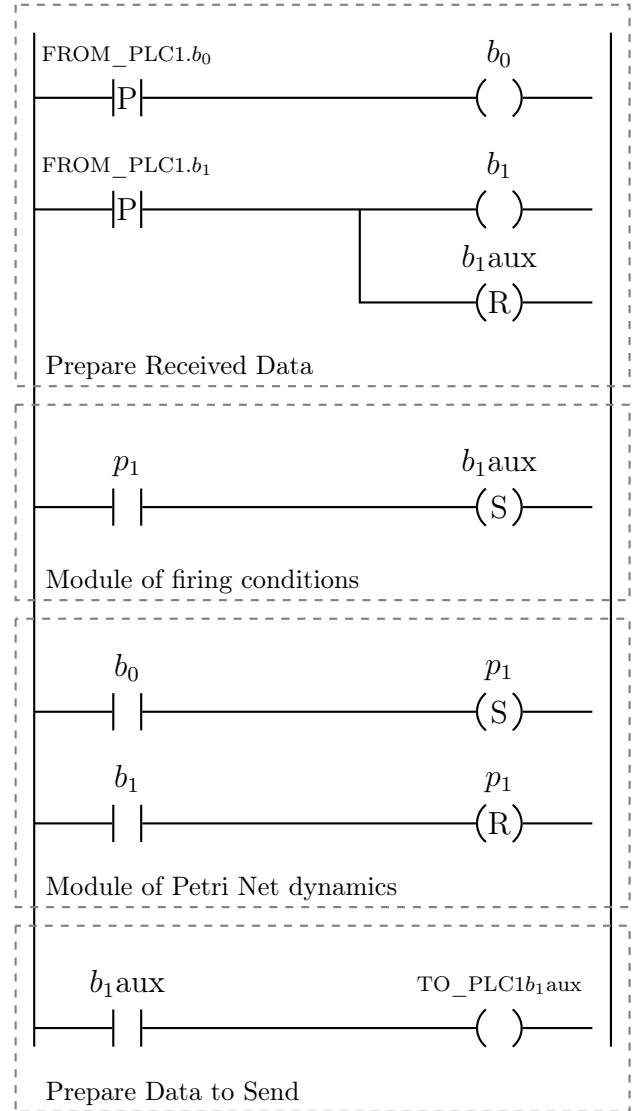 FROM_PLC1.b₀ b₀
P ( )
FROM_PLC1.b₁ b₁
P ( )
b₁aux
(R)
Prepare Received Data
p₁ b₁aux
(S)
Module of firing conditions
b₀ p₁
(S)
b₁ p₁
(R)
Module of Petri Net dynamics
b₁aux TO_PLC1b₁aux
( )
Prepare Data to Send